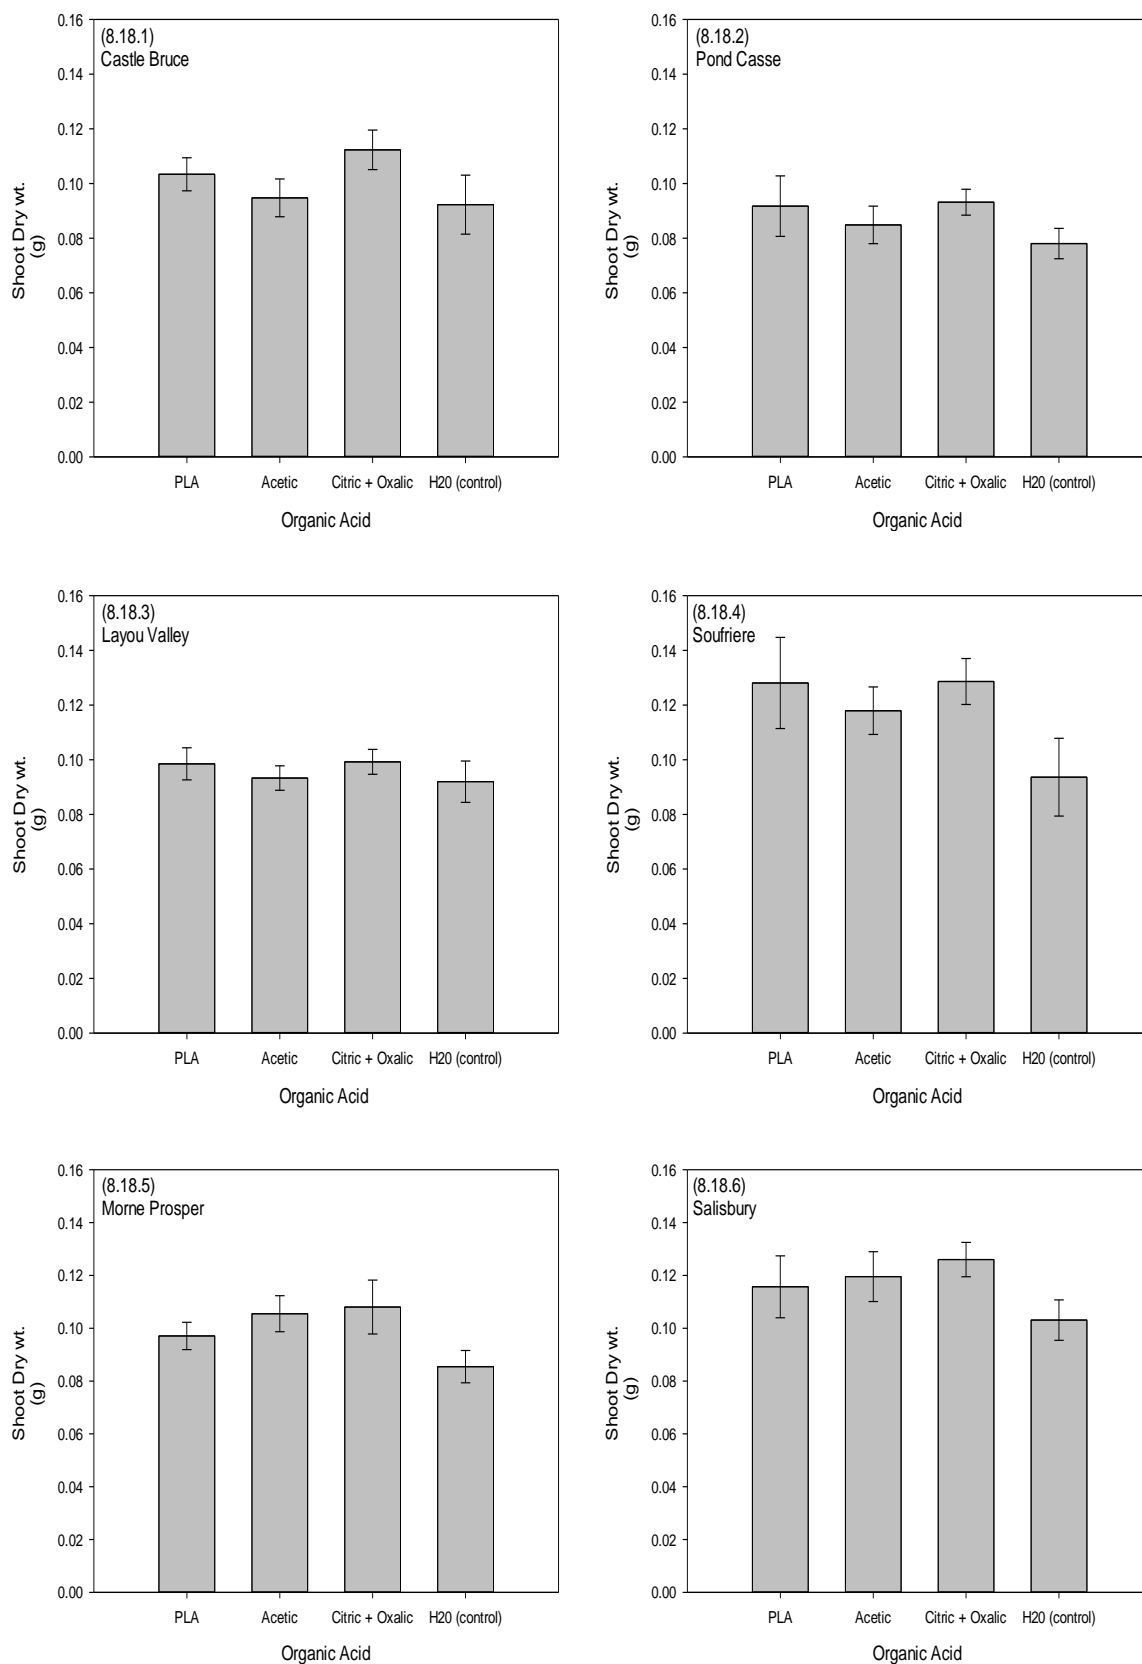 (8.18.1)
Castle Bruce
0.16
0.14
0.12
0.10
0.08
0.06
0.04
0.02
0.00
Shoot Dry wt.
(g)
PLA Acetic Citric + Oxalic H20 (control)
Organic Acid
(8.18.2)
Pond Casse
0.16
0.14
0.12
0.10
0.08
0.06
0.04
0.02
0.00
Shoot Dry wt.
(g)
PLA Acetic Citric + Oxalic H20 (control)
Organic Acid
(8.18.3)
Layou Valley
0.16
0.14
0.12
0.10
0.08
0.06
0.04
0.02
0.00
Shoot Dry wt.
(g)
PLA Acetic Citric + Oxalic H20 (control)
Organic Acid
(8.18.4)
Soufriere
0.16
0.14
0.12
0.10
0.08
0.06
0.04
0.02
0.00
Shoot Dry wt.
(g)
PLA Acetic Citric + Oxalic H20 (control)
Organic Acid
(8.18.5)
Morne Prosper
0.16
0.14
0.12
0.10
0.08
0.06
0.04
0.02
0.00
Shoot Dry wt.
(g)
PLA Acetic Citric + Oxalic H20 (control)
Organic Acid
(8.18.6)
Salisbury
0.16
0.14
0.12
0.10
0.08
0.06
0.04
0.02
0.00
Shoot Dry wt.
(g)
PLA Acetic Citric + Oxalic H20 (control)
Organic Acid